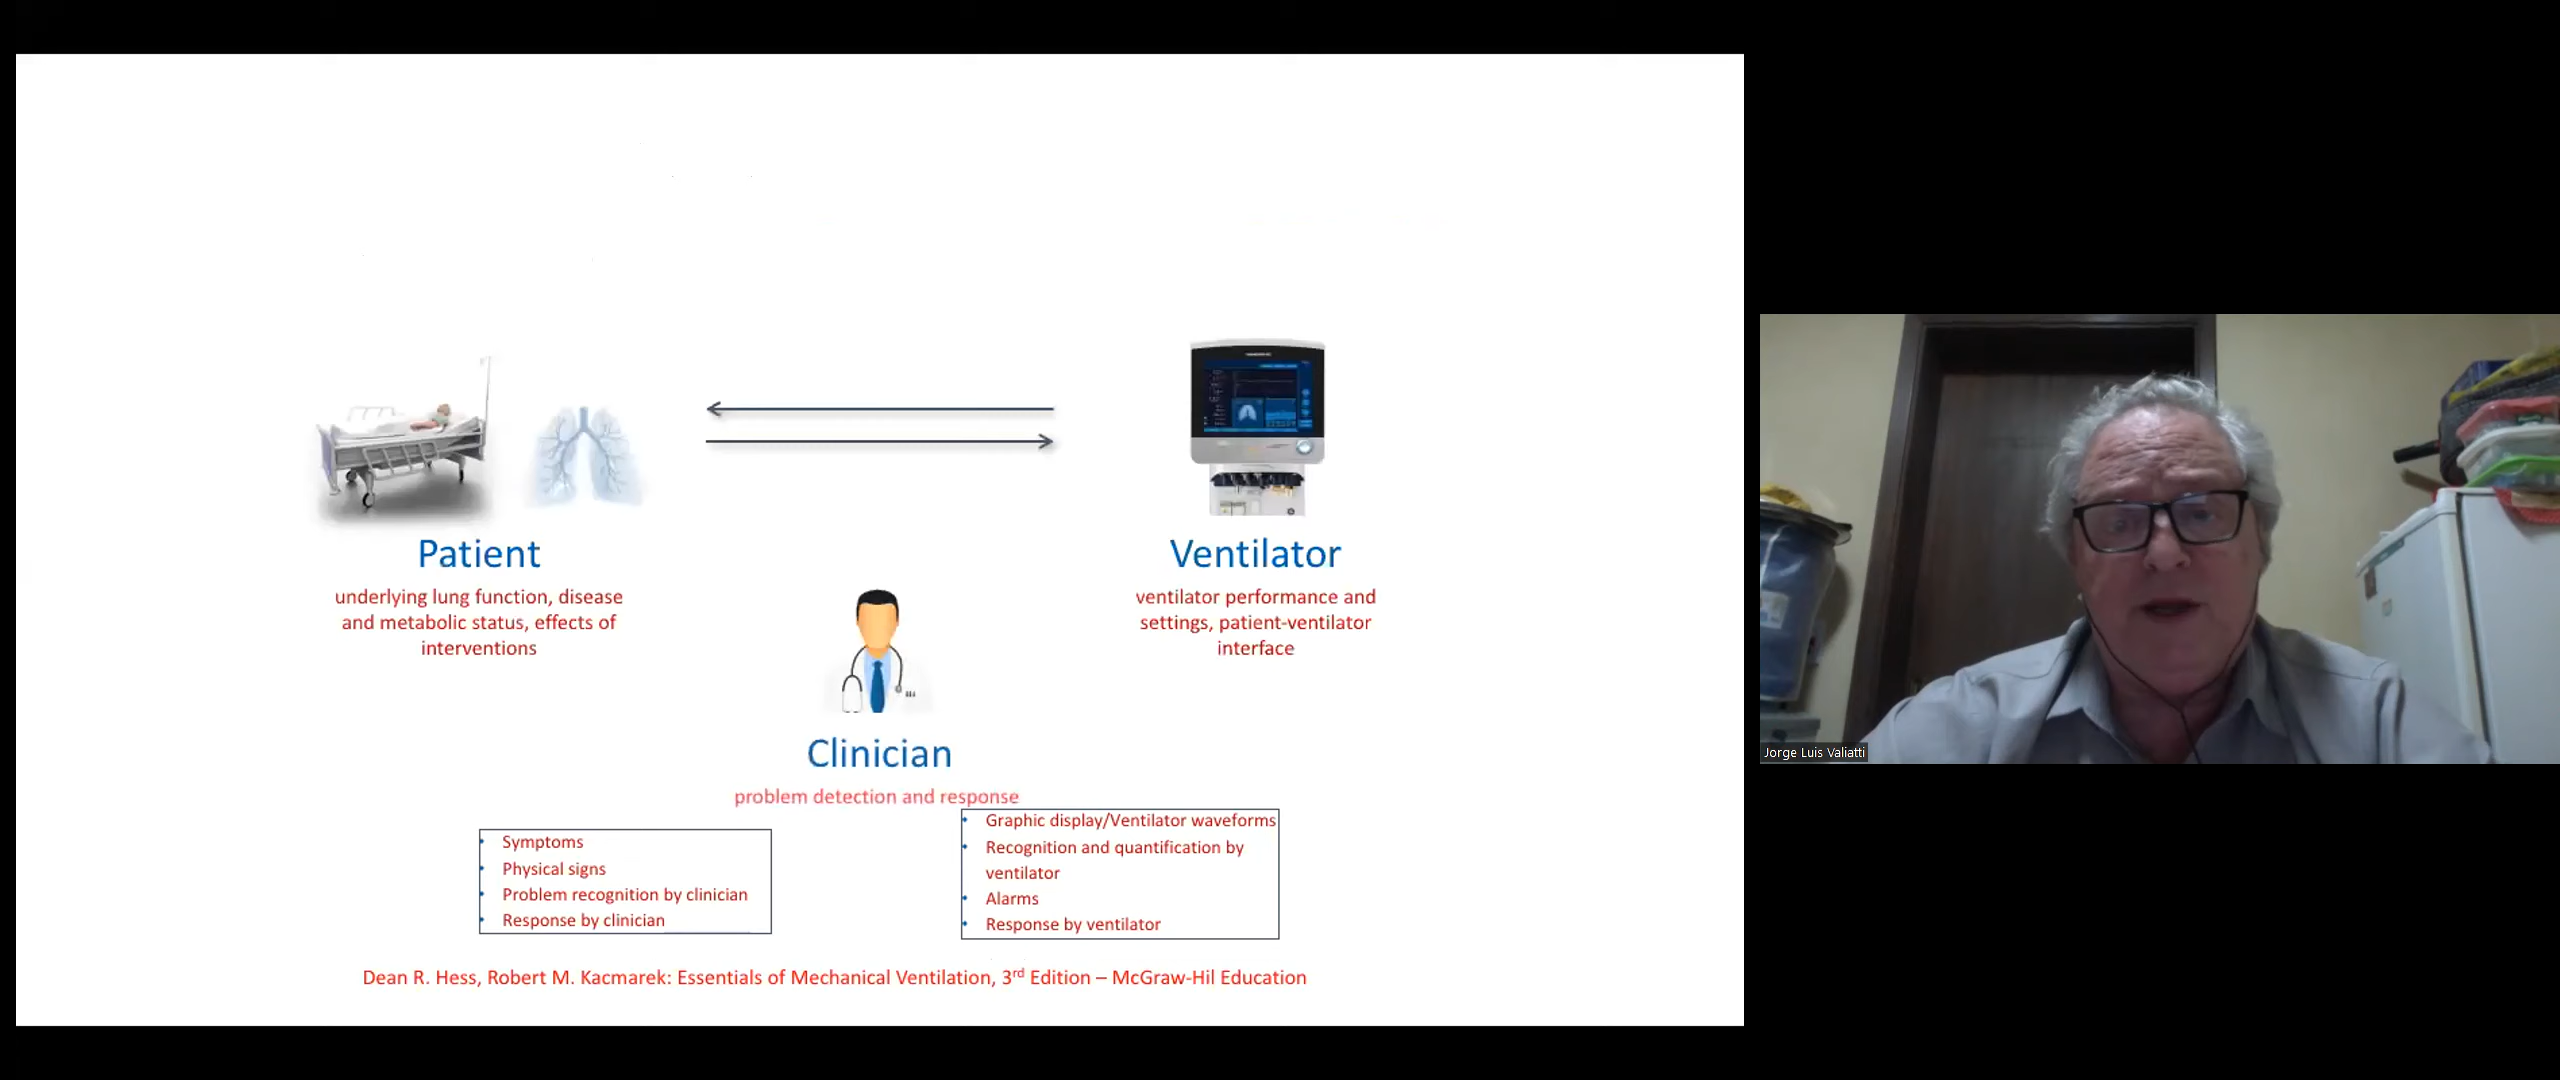 Patient
underlying lung function, disease
and metabolic status, effects of
interventions
Ventilator
ventilator performance and
settings, patient-ventilator
interface
Clinician
problem detection and response
• Symptoms
• Physical signs
• Problem recognition by clinician
• Response by clinician
• Graphic display/Ventilator waveforms
• Recognition and quantification by
ventilator
• Alarms
• Response by ventilator
Dean R. Hess, Robert M. Kacmarek: Essentials of Mechanical Ventilation, 3rd Edition – McGraw-Hil Education
Jorge Luis Valiatti